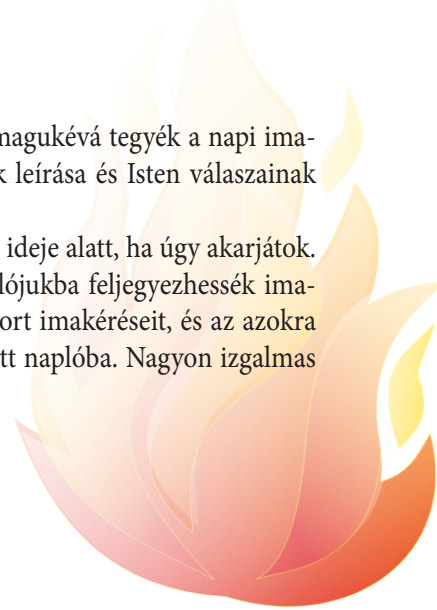 magukévá tegyék a napi ima-
k leírása és Isten válaszainak
ideje alatt, ha úgy akarjátok.
lójukba feljegyezhessék ima-
ort imakéréseit, és az azokra
tt naplóba. Nagyon izgalmas